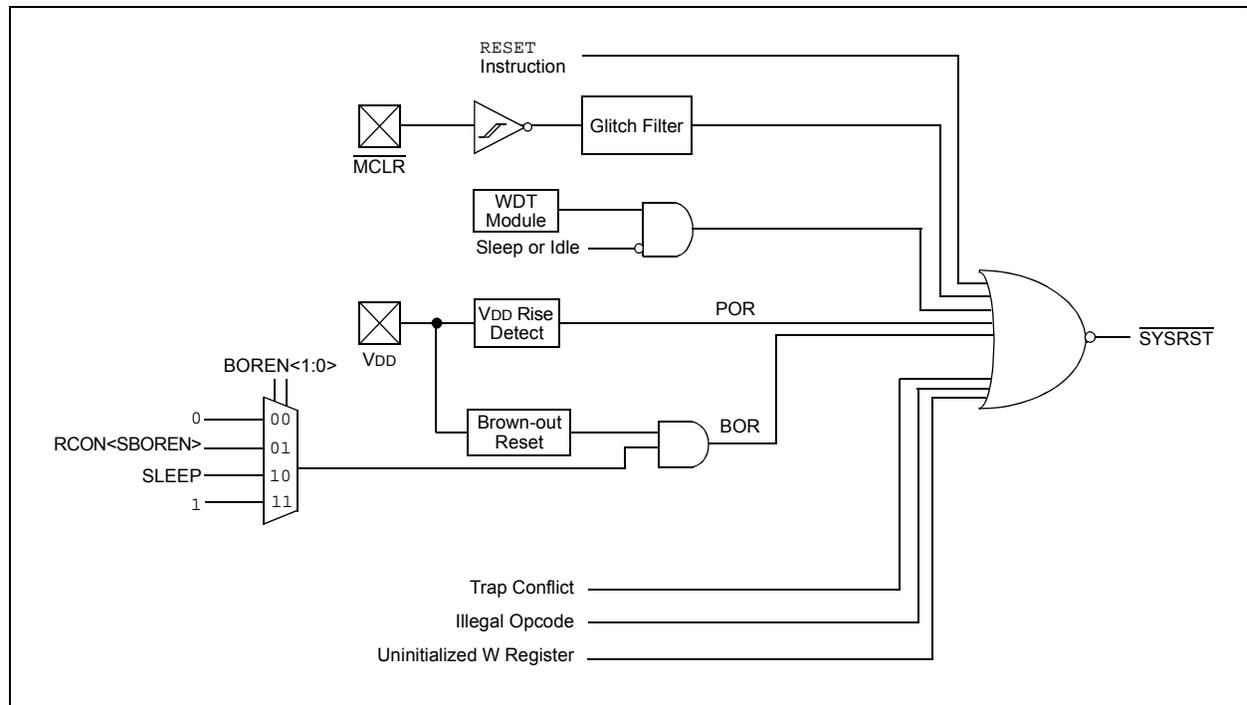 RESET
Instruction
Glitch Filter
MCLR
WDT
Module
Sleep or Idle
VDD Rise
Detect
POR
VDD
SYSRST
BOREN<1:0>
0
00
RCON<SBOREN>
01
SLEEP
10
1
11
Brown-out
Reset
BOR
Trap Conflict
Illegal Opcode
Uninitialized W Register